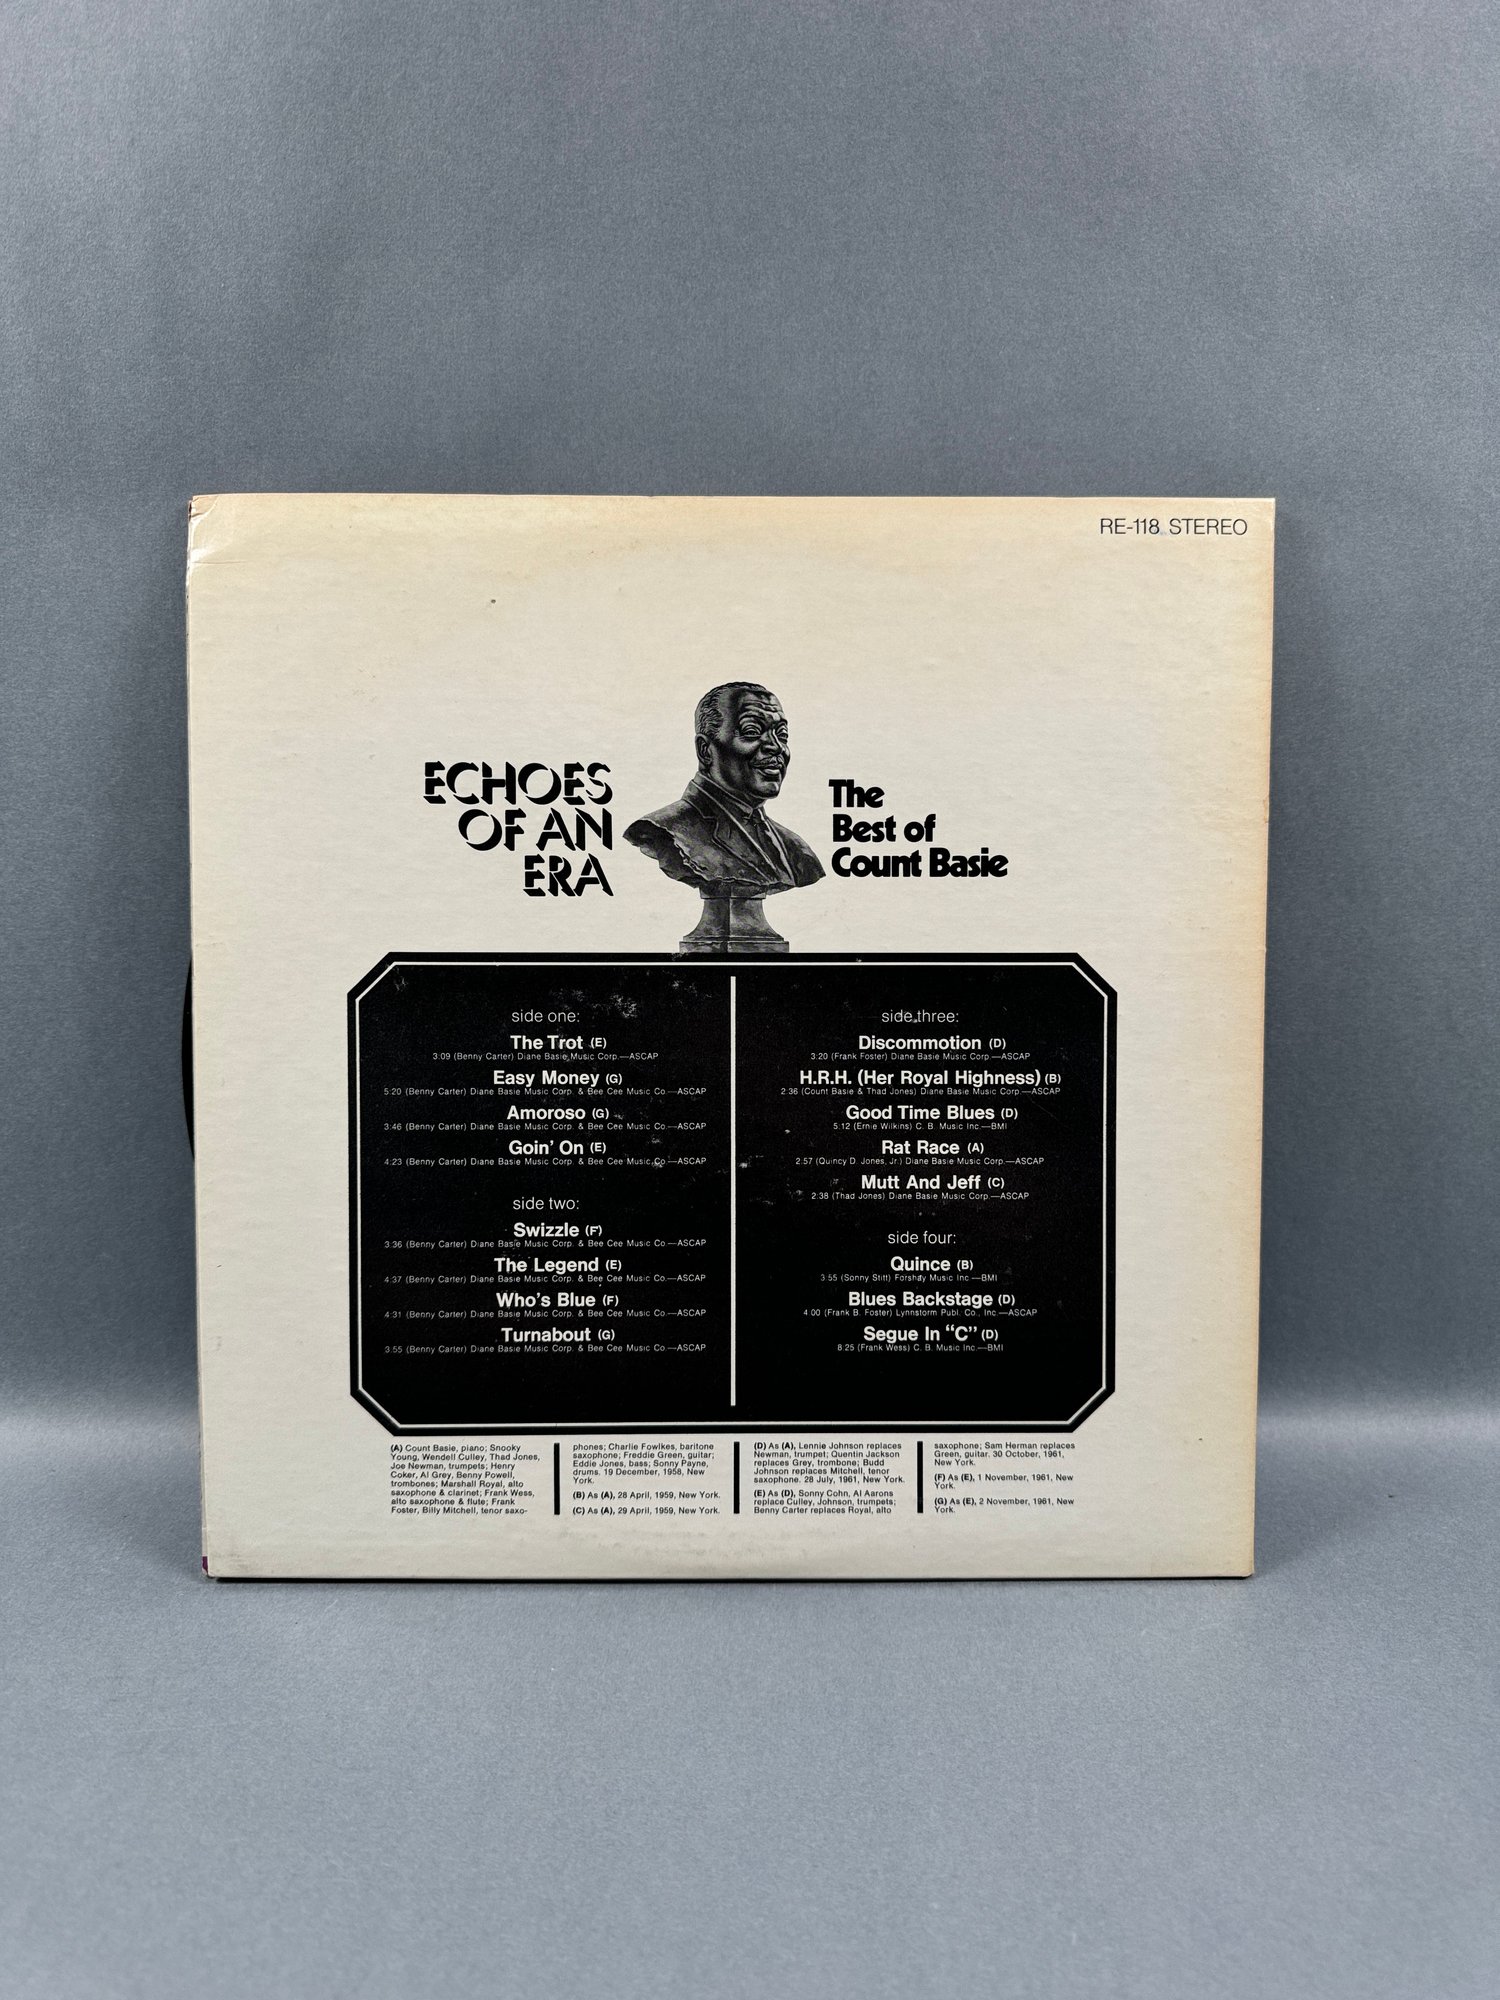 RE-118 STEREO
ECHOES
OF AN
ERA
The
Best of
Count Basie
side one:
The Trot (E)
3:09 (Benny Carter) Diane Basie Music Corp.—ASCAP
Easy Money (G)
5:20 (Benny Carter) Diane Basie Music Corp. & Bee Cee Music Co.—ASCAP
Amoroso (G)
3:46 (Benny Carter) Diane Basie Music Corp. & Bee Cee Music Co.—ASCAP
Goin' On (E)
4:23 (Benny Carter) Diane Basie Music Corp. & Bee Cee Music Co.—ASCAP
side two:
Swizzle (F)
3:36 (Benny Carter) Diane Basie Music Corp. & Bee Cee Music Co.—ASCAP
The Legend (E)
4:37 (Benny Carter) Diane Basie Music Corp. & Bee Cee Music Co.—ASCAP
Who's Blue (F)
4:31 (Benny Carter) Diane Basie Music Corp. & Bee Cee Music Co.—ASCAP
Turnabout (G)
3:55 (Benny Carter) Diane Basie Music Corp. & Bee Cee Music Co.—ASCAP
side three:
Discommotion (D)
3:20 (Frank Foster) Diane Basie Music Corp.—ASCAP
H.R.H. (Her Royal Highness) (B)
2:36 (Count Basie & Thad Jones) Diane Basie Music Corp.—ASCAP
Good Time Blues (D)
5:12 (Ernie Wilkins) C. B. Music Inc.—BMI
Rat Race (A)
2:57 (Quincy D. Jones, Jr.) Diane Basie Music Corp.—ASCAP
Mutt And Jeff (C)
2:38 (Thad Jones) Diane Basie Music Corp.—ASCAP
side four:
Quince (B)
3:55 (Sonny Stitt) Forshay Music Inc.—BMI
Blues Backstage (D)
4:00 (Frank B. Foster) Lynnstorm Publ. Co., Inc.—ASCAP
Segue In "C" (D)
8:25 (Frank Wess) C. B. Music Inc.—BMI
(A) Count Basie, piano; Snooky
Young, Wendell Culley, Thad Jones,
Joe Newman, trumpets; Henry
Coker, Al Grey, Benny Powell,
trombones; Marshall Royal, alto
saxophone & clarinet; Frank Wess,
alto saxophone & flute; Frank
Foster, Billy Mitchell, tenor saxo-
phones; Charlie Fowlkes, baritone
saxophone; Freddie Green, guitar;
Eddie Jones, bass; Sonny Payne,
drums. 19 December, 1958, New
York.
(B) As (A), 28 April, 1959, New York.
(C) As (A), 29 April, 1959, New York.
(D) As (A), Lennie Johnson replaces
Newman, trumpet; Quentin Jackson
replaces Grey, trombone; Budd
Johnson replaces Mitchell, tenor
saxophone. 28 July, 1961, New York.
(E) As (D), Sonny Cohn, Al Aarons
replace Culley, Johnson, trumpets;
Benny Carter replaces Royal, alto
saxophone; Sam Herman replaces
Green, guitar. 30 October, 1961,
New York.
(F) As (E), 1 November, 1961, New
York.
(G) As (E), 2 November, 1961, New
York.